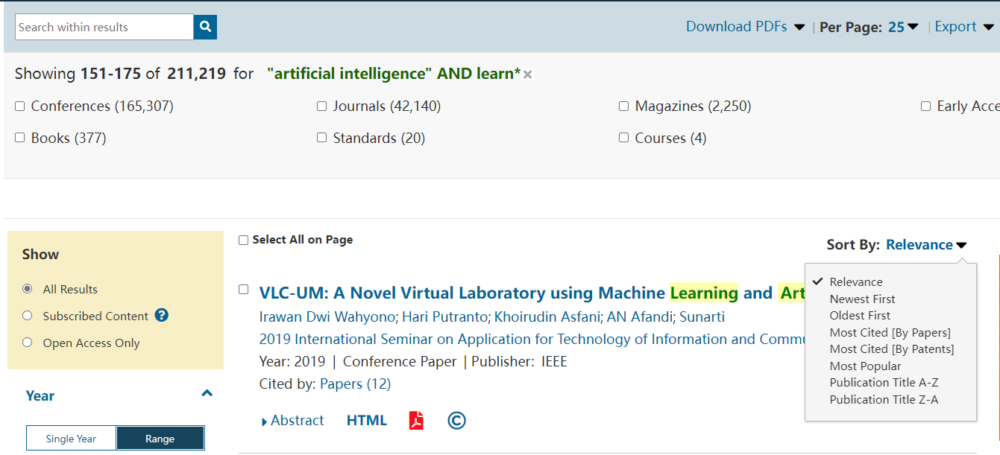 Search within results
Download PDFs | Per Page: 25 | Export
Showing 151-175 of 211,219 for "artificial intelligence" AND learn*
Conferences (165,307) Journals (42,140) Magazines (2,250) Early Acce
Books (377) Standards (20) Courses (4)
Show
All Results
Subscribed Content
Open Access Only
Year
Single Year Range
Select All on Page
Sort By: Relevance
Relevance
Newest First
Oldest First
Most Cited [By Papers]
Most Cited [By Patents]
Most Popular
Publication Title A-Z
Publication Title Z-A
VLC-UM: A Novel Virtual Laboratory using Machine Learning and Art
Irawan Dwi Wahyono; Hari Putranto; Khoirudin Asfani; AN Afandi; Sunarti
2019 International Seminar on Application for Technology of Information and Commu
Year: 2019 | Conference Paper | Publisher: IEEE
Cited by: Papers (12)
Abstract HTML ©